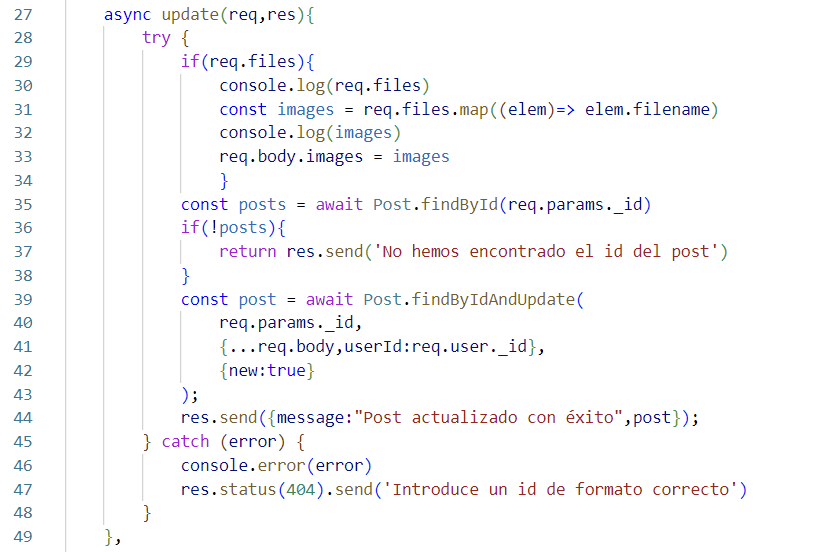 27 async update(req,res){
28 try {
29 if(req.files){
30 console.log(req.files)
31 const images = req.files.map((elem)=> elem.filename)
32 console.log(images)
33 req.body.images = images
34 }
35 const posts = await Post.findById(req.params._id)
36 if(!posts){
37 return res.send('No hemos encontrado el id del post')
38 }
39 const post = await Post.findByIdAndUpdate(
40 req.params._id,
41 {...req.body,userId:req.user._id},
42 {new:true}
43 );
44 res.send({message:"Post actualizado con éxito",post});
45 } catch (error) {
46 console.error(error)
47 res.status(404).send('Introduce un id de formato correcto')
48 }
49 },